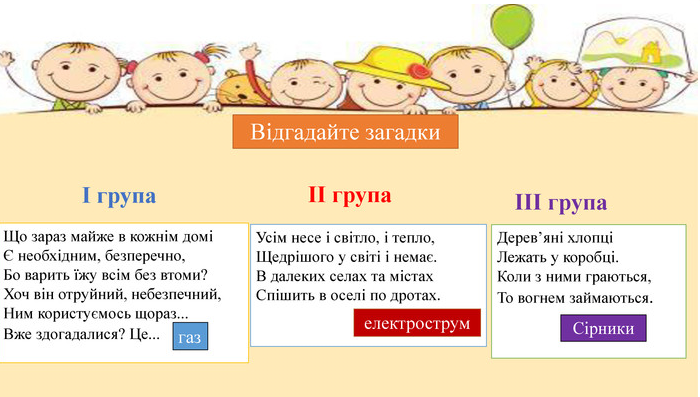 Відгадайте загадки
І група
Що зараз майже в кожнім домі
Є необхідним, безперечно,
Бо варить їжу всім без втоми?
Хоч він отруйний, небезпечний,
Ним користуємось щораз...
Вже здогадалися? Це...
газ
ІІ група
Усім несе і світло, і тепло,
Щедрішого у світі і немає.
В далеких селах та містах
Спішить в оселі по дротах.
електрострум
ІІІ група
Дерев’яні хлопці
Лежать у коробці.
Коли з ними граються,
То вогнем займаються.
Сірники